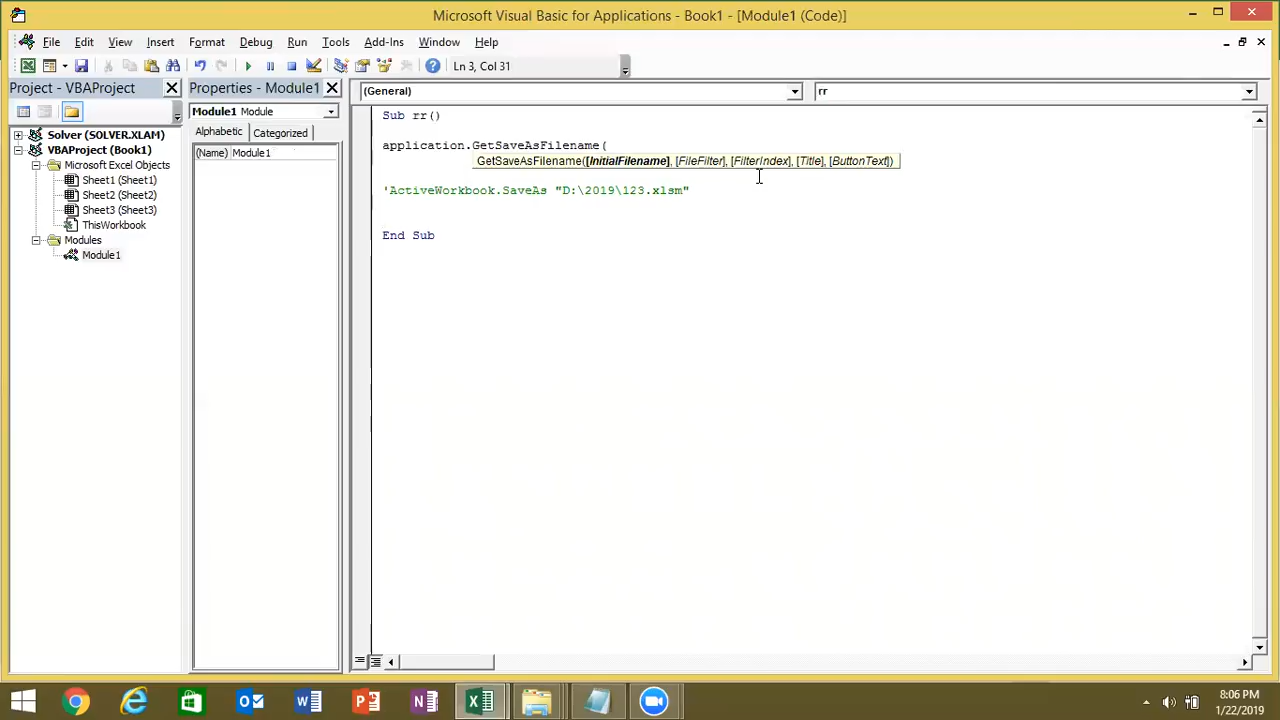 Microsoft Visual Basic for Applications - Book1 - [Module1 (Code)]
File Edit View Insert Format Debug Run Tools Add-Ins Window Help
Ln 3, Col 31
Project - VBAProject
Properties - Module1
(General)
rr
Module1 Module
Alphabetic Categorized
(Name) Module1
Solver (SOLVER.XLAM)
VBAProject (Book1)
Microsoft Excel Objects
Sheet1 (Sheet1)
Sheet2 (Sheet2)
Sheet3 (Sheet3)
ThisWorkbook
Modules
Module1
Sub rr()
application.GetSaveAsFilename(
GetSaveAsFilename([InitialFilename], [FileFilter], [FilterIndex], [Title], [ButtonText])
'ActiveWorkbook.SaveAs "D:\2019\123.xlsm"
End Sub
8:06 PM
1/22/2019